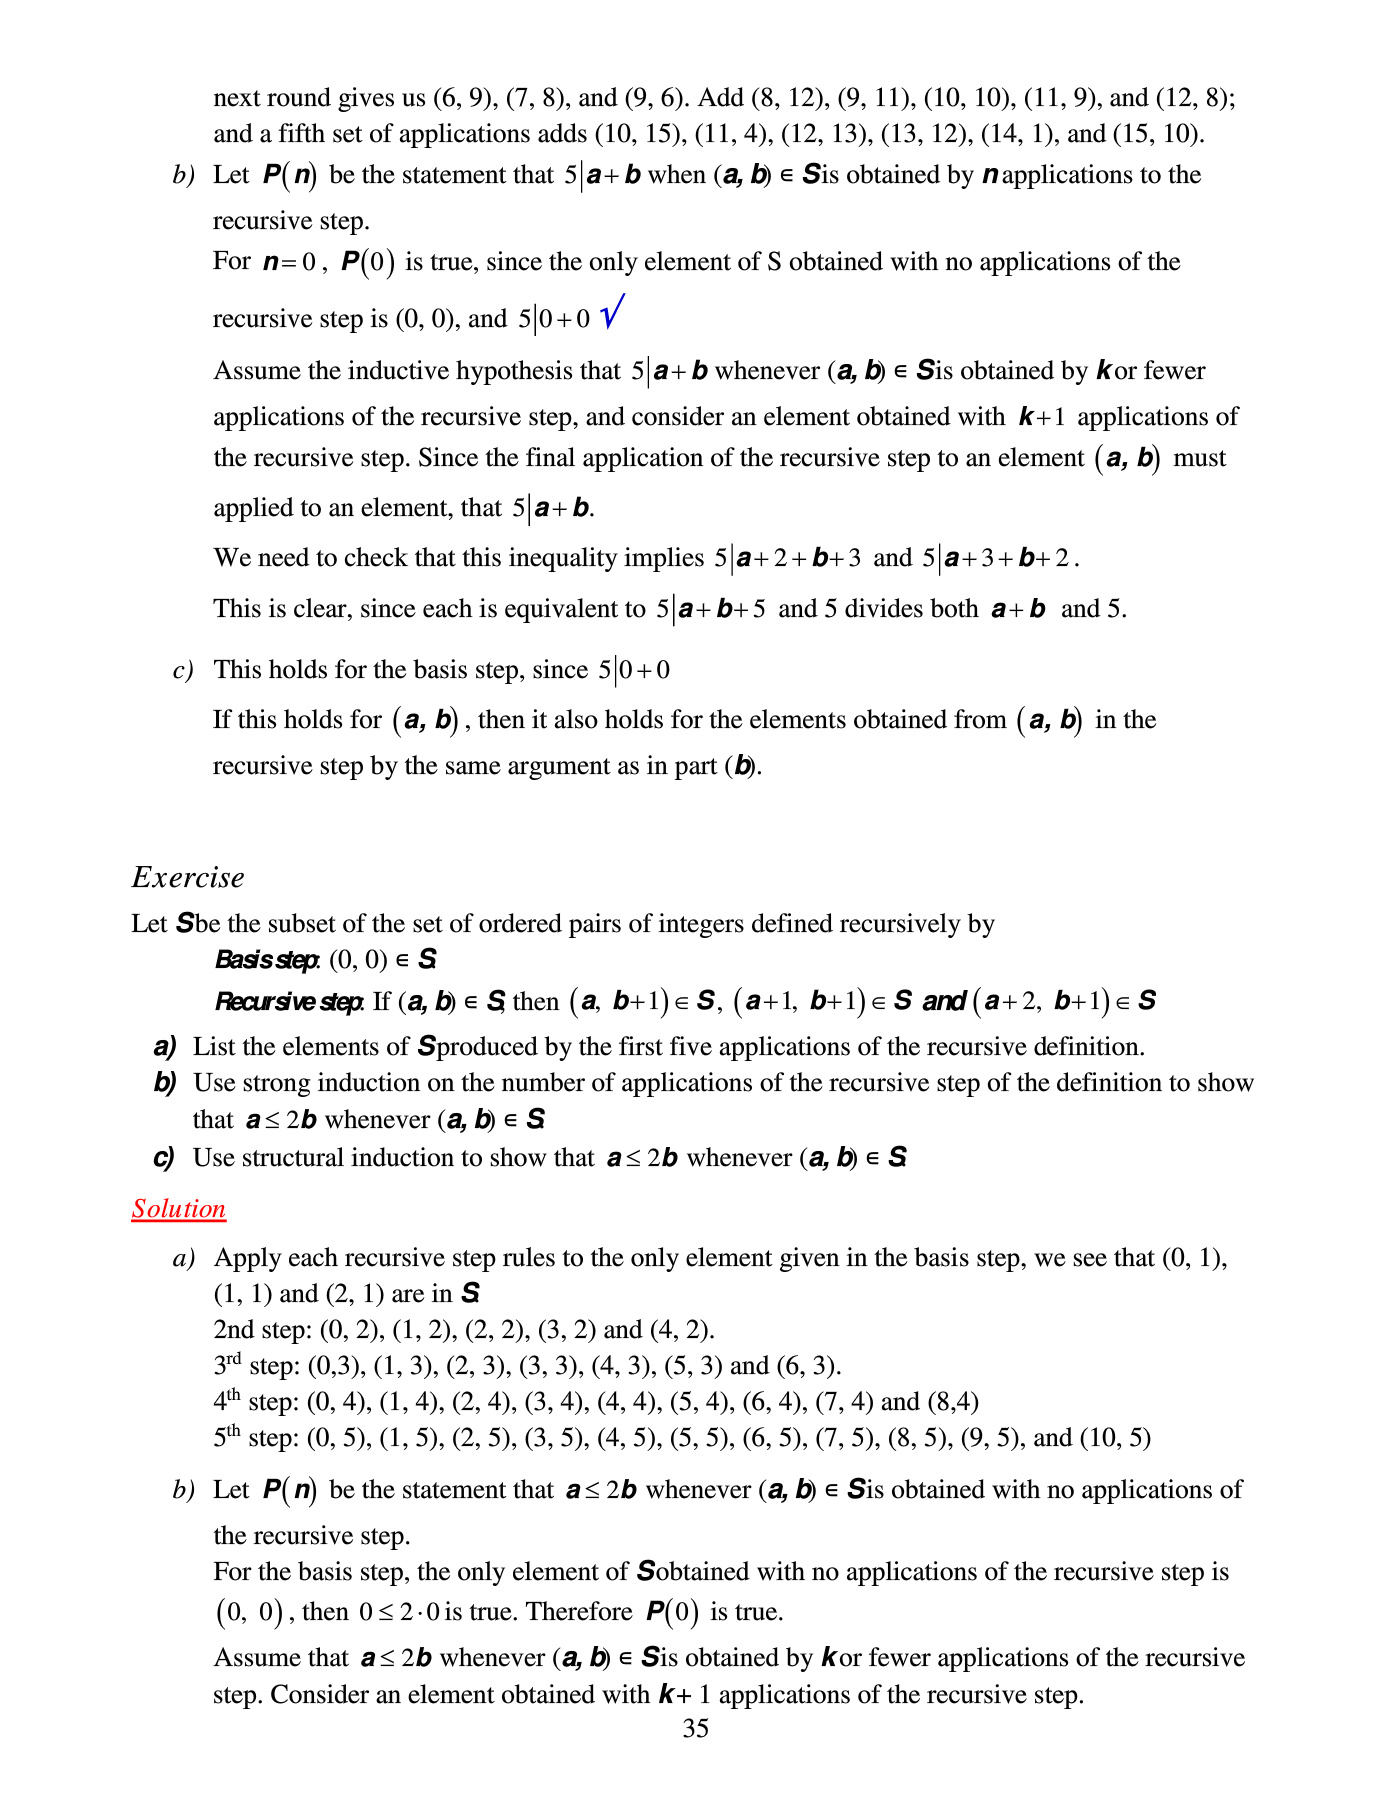 next round gives us (6, 9), (7, 8), and (9, 6). Add (8, 12), (9, 11), (10, 10), (11, 9), and (12, 8);
and a fifth set of applications adds (10, 15), (11, 4), (12, 13), (13, 12), (14, 1), and (15, 10).
b) Let P(n) be the statement that 5|a+b when (a, b) ∈ S is obtained by n applications to the
recursive step.
For n=0, P(0) is true, since the only element of S obtained with no applications of the
recursive step is (0, 0), and 5|0+0 √
Assume the inductive hypothesis that 5|a+b whenever (a, b) ∈ S is obtained by k or fewer
applications of the recursive step, and consider an element obtained with k+1 applications of
the recursive step. Since the final application of the recursive step to an element (a, b) must
applied to an element, that 5|a+b.
We need to check that this inequality implies 5|a+2+b+3 and 5|a+3+b+2.
This is clear, since each is equivalent to 5|a+b+5 and 5 divides both a+b and 5.
c) This holds for the basis step, since 5|0+0
If this holds for (a, b), then it also holds for the elements obtained from (a, b) in the
recursive step by the same argument as in part (b).
Exercise
Let S be the subset of the set of ordered pairs of integers defined recursively by
Basis step: (0, 0) ∈ S.
Recursive step: If (a, b) ∈ S, then (a, b+1)∈ S, (a+1, b+1)∈ S and (a+2, b+1)∈ S
a) List the elements of S produced by the first five applications of the recursive definition.
b) Use strong induction on the number of applications of the recursive step of the definition to show
that a ≤ 2b whenever (a, b) ∈ S.
c) Use structural induction to show that a ≤ 2b whenever (a, b) ∈ S.
Solution
a) Apply each recursive step rules to the only element given in the basis step, we see that (0, 1),
(1, 1) and (2, 1) are in S.
2nd step: (0, 2), (1, 2), (2, 2), (3, 2) and (4, 2).
3rd step: (0,3), (1, 3), (2, 3), (3, 3), (4, 3), (5, 3) and (6, 3).
4th step: (0, 4), (1, 4), (2, 4), (3, 4), (4, 4), (5, 4), (6, 4), (7, 4) and (8,4)
5th step: (0, 5), (1, 5), (2, 5), (3, 5), (4, 5), (5, 5), (6, 5), (7, 5), (8, 5), (9, 5), and (10, 5)
b) Let P(n) be the statement that a ≤ 2b whenever (a, b) ∈ S is obtained with no applications of
the recursive step.
For the basis step, the only element of S obtained with no applications of the recursive step is
(0, 0), then 0 ≤ 2·0 is true. Therefore P(0) is true.
Assume that a ≤ 2b whenever (a, b) ∈ S is obtained by k or fewer applications of the recursive
step. Consider an element obtained with k + 1 applications of the recursive step.
35